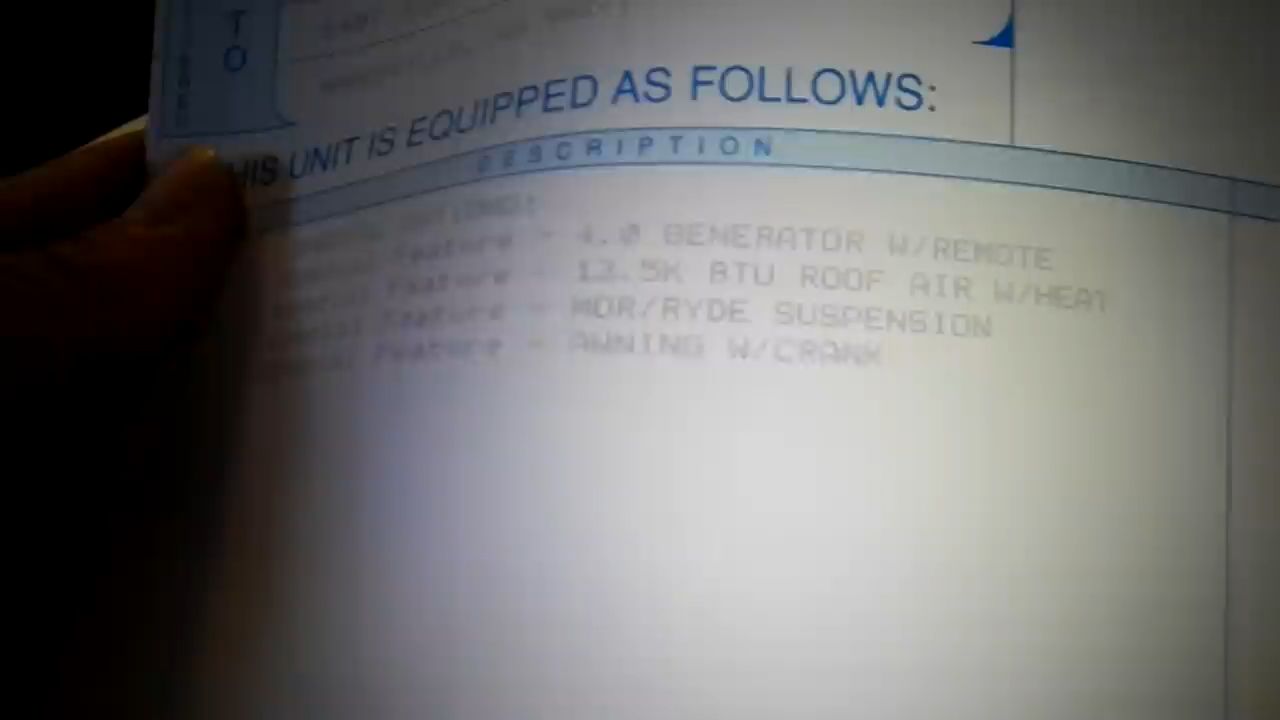 T
O
HIS UNIT IS EQUIPPED AS FOLLOWS:
DESCRIPTION
Feature - 4.0 GENERATOR W/REMOTE
Feature - 13.5K BTU ROOF AIR W/HEAT
Feature - MOR/RYDE SUSPENSION
Feature - AWNING W/CRANK